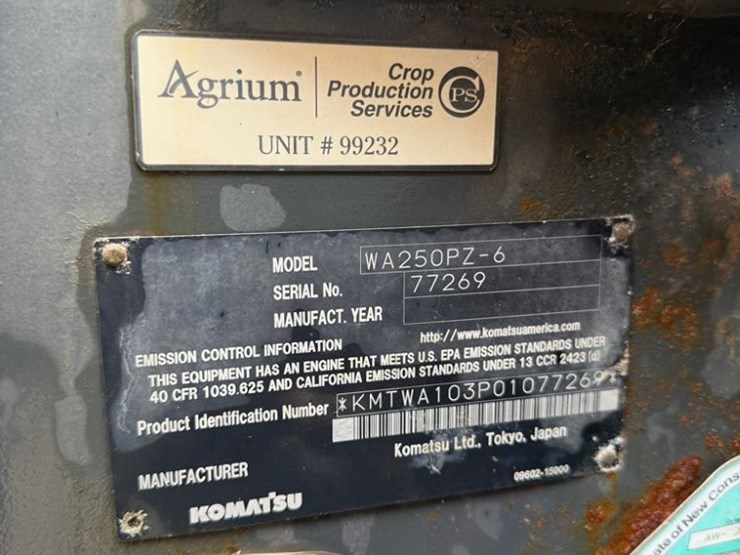 Agrium
Crop
Production
Services
CPS
UNIT # 99232
MODEL WA250PZ-6
SERIAL No. 77269
MANUFACT. YEAR
http://www.komatsuamerica.com
EMISSION CONTROL INFORMATION
THIS EQUIPMENT HAS AN ENGINE THAT MEETS U.S. EPA EMISSION STANDARDS UNDER
40 CFR 1039.625 AND CALIFORNIA EMISSION STANDARDS UNDER 13 CCR 2423 (d)
Product Identification Number *KMTWA103P01077269*
Komatsu Ltd., Tokyo, Japan
MANUFACTURER
09602-15000
KOMATSU
of New Cons